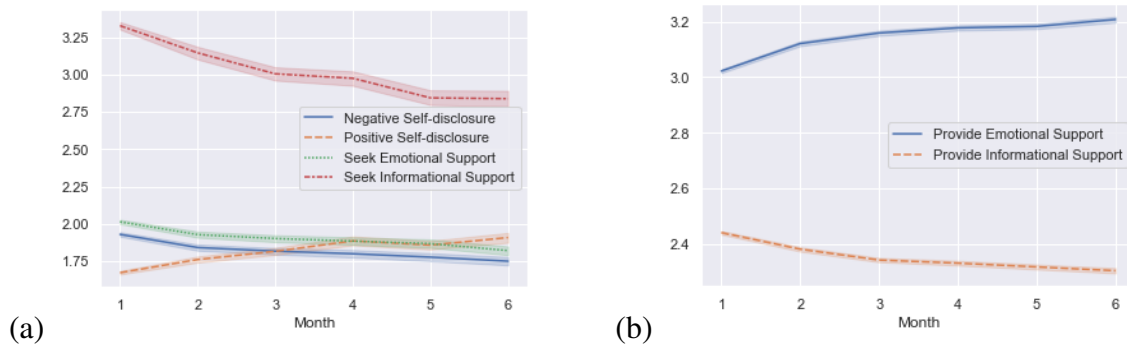 3.25
3.00
2.75
2.50
2.25
2.00
1.75
Negative Self-disclosure
Positive Self-disclosure
Seek Emotional Support
Seek Informational Support
1 2 3 4 5 6
Month
(a)
3.2
3.0
2.8
2.6
2.4
Provide Emotional Support
Provide Informational Support
1 2 3 4 5 6
Month
(b)